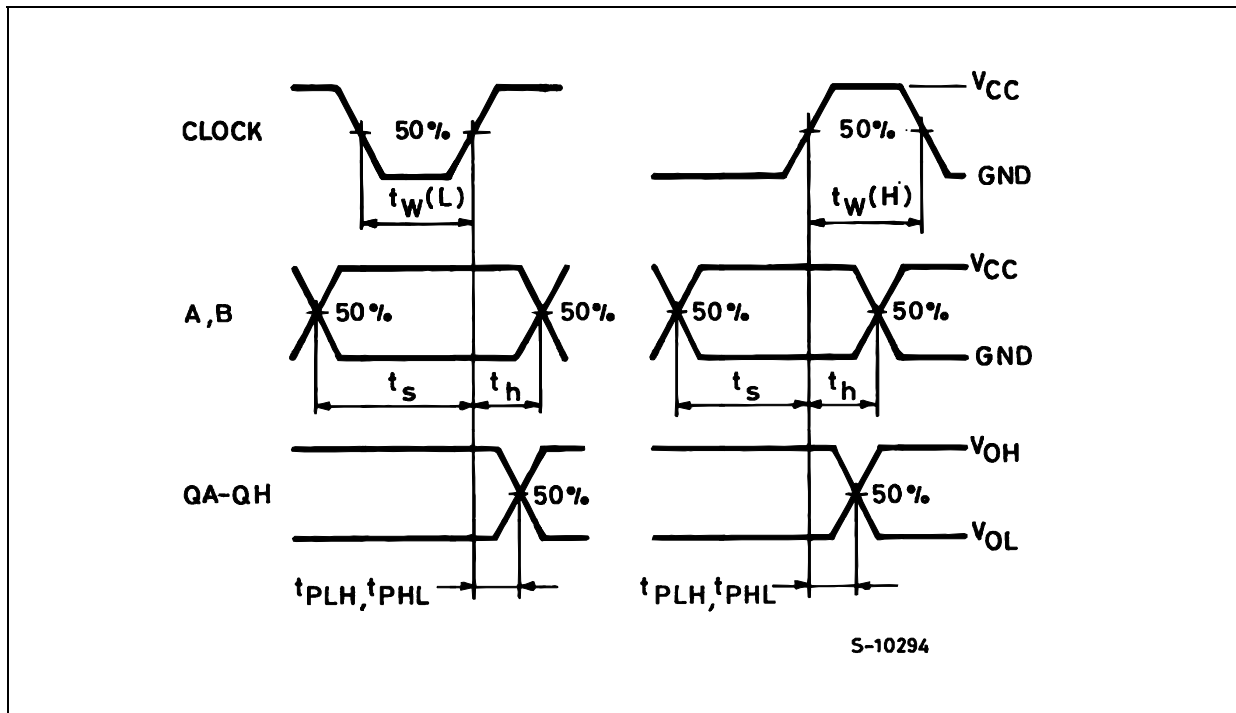 CLOCK 50% 50% VCC
GND
tW(L) tW(H)
A,B 50% 50% 50% 50% VCC
GND
ts th ts th
QA-QH 50% 50% VOH
VOL
tPLH,tPHL tPLH,tPHL
S-10294